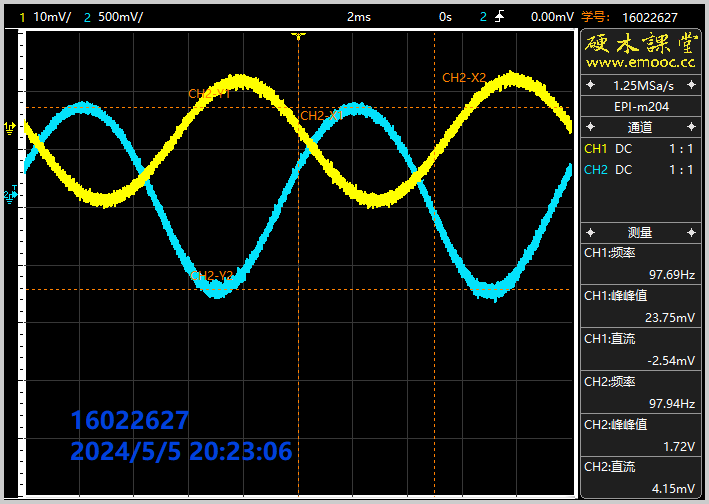 1 10mV/ 2 500mV/ 2ms 0s 2 0.00mV 学号: 16022627
硬木課堂
www.emooc.cc
1.25MSa/s
EPI-m204
通道
CH1 DC 1 : 1
CH2 DC 1 : 1
测量
CH1:频率
97.69Hz
CH1:峰峰值
23.75mV
CH1:直流
-2.54mV
CH2:频率
97.94Hz
CH2:峰峰值
1.72V
CH2:直流
4.15mV
CH2-X2
CH2-Y1
CH2-X1
1
2 T
CH2-Y2
16022627
2024/5/5 20:23:06